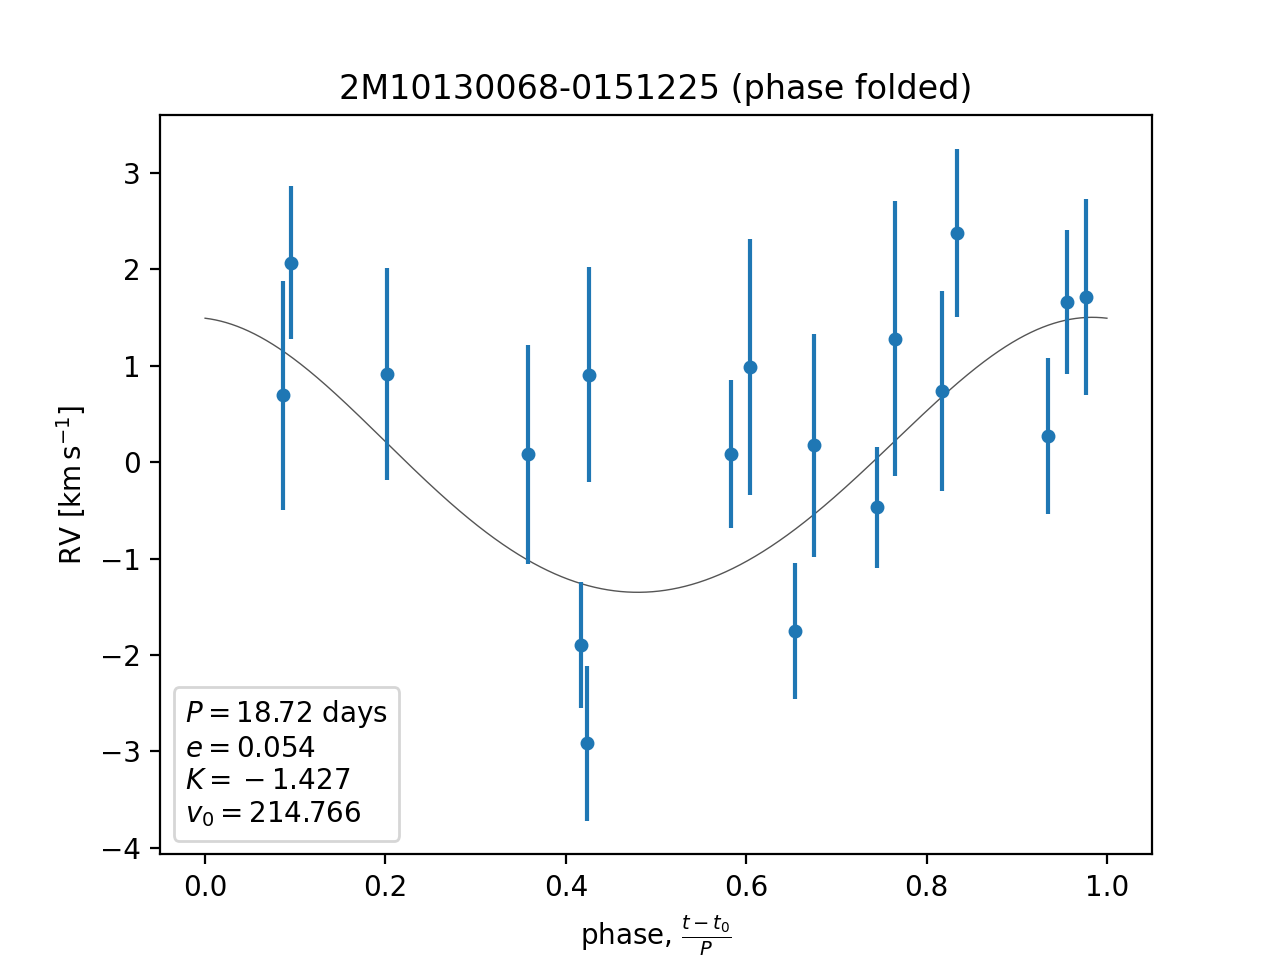 2M10130068-0151225 (phase folded)
RV [km s⁻¹]
3
2
1
0
−1
−2
−3
−4
P = 18.72 days
e = 0.054
K = −1.427
v₀ = 214.766
0.0 0.2 0.4 0.6 0.8 1.0
phase, (t − t₀)/P